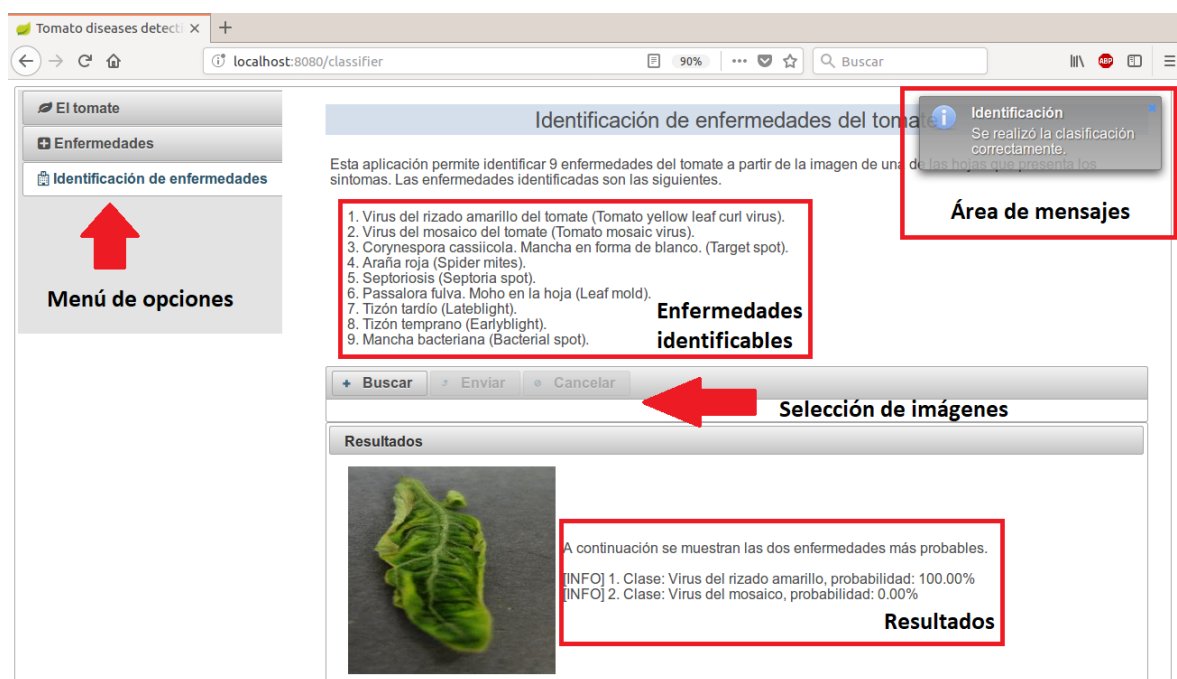 Tomato diseases detecti
localhost:8080/classifier
90%
Buscar
ABP
El tomate
Enfermedades
Identificación de enfermedades
Menú de opciones
Identificación de enfermedades del tomate
Identificación
Se realizó la clasificación
correctamente.
Área de mensajes
Esta aplicación permite identificar 9 enfermedades del tomate a partir de la imagen de una de las hojas que presenta los
sintomas. Las enfermedades identificadas son las siguientes.
1. Virus del rizado amarillo del tomate (Tomato yellow leaf curl virus).
2. Virus del mosaico del tomate (Tomato mosaic virus).
3. Corynespora cassiicola. Mancha en forma de blanco. (Target spot).
4. Araña roja (Spider mites).
5. Septoriosis (Septoria spot).
6. Passalora fulva. Moho en la hoja (Leaf mold).
7. Tizón tardío (Lateblight).
8. Tizón temprano (Earlyblight).
9. Mancha bacteriana (Bacterial spot).
Enfermedades
identificables
Buscar Enviar Cancelar
Selección de imágenes
Resultados
A continuación se muestran las dos enfermedades más probables.
[INFO] 1. Clase: Virus del rizado amarillo, probabilidad: 100.00%
[INFO] 2. Clase: Virus del mosaico, probabilidad: 0.00%
Resultados